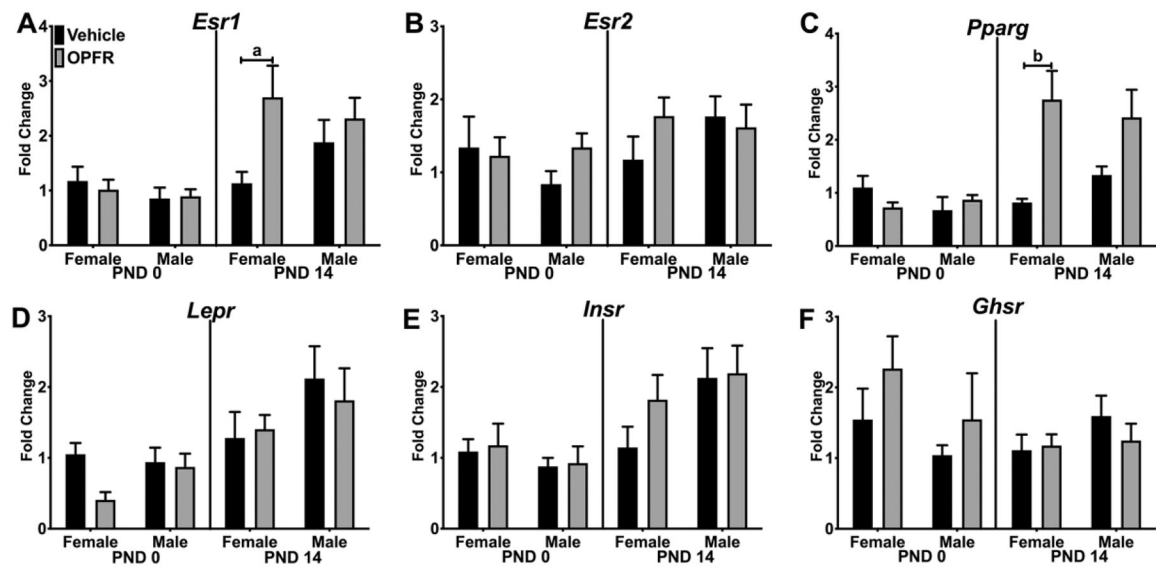 A
Esr1
Vehicle
OPFR
a
Fold Change
4
3
2
1
0
Female Male Female Male
PND 0 PND 14
B
Esr2
Fold Change
3
2
1
0
Female Male Female Male
PND 0 PND 14
C
Pparg
b
Fold Change
4
3
2
1
0
Female Male Female Male
PND 0 PND 14
D
Lepr
Fold Change
3
2
1
0
Female Male Female Male
PND 0 PND 14
E
Insr
Fold Change
3
2
1
0
Female Male Female Male
PND 0 PND 14
F
Ghsr
Fold Change
3
2
1
0
Female Male Female Male
PND 0 PND 14